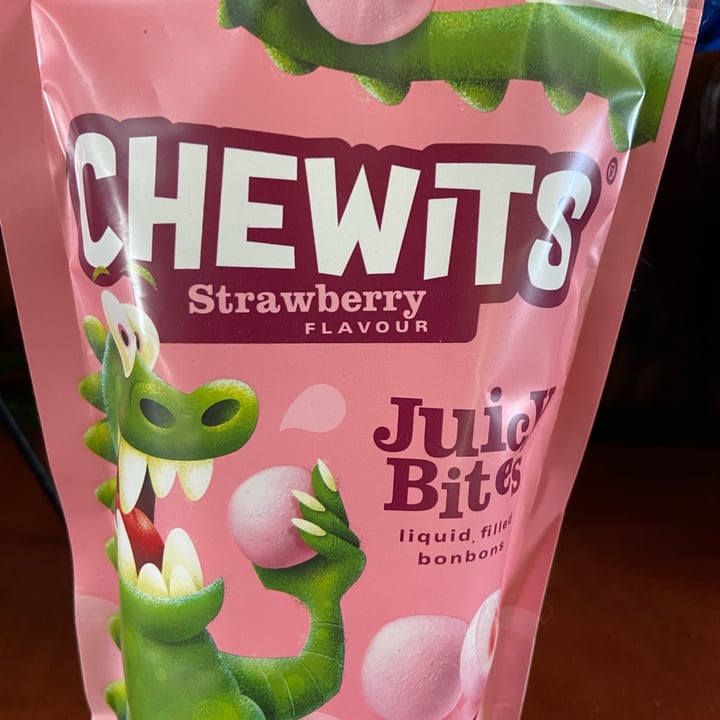 CHEWiTS®
Strawberry
FLAVOUR
Juicy
Bites
liquid filled
bonbons